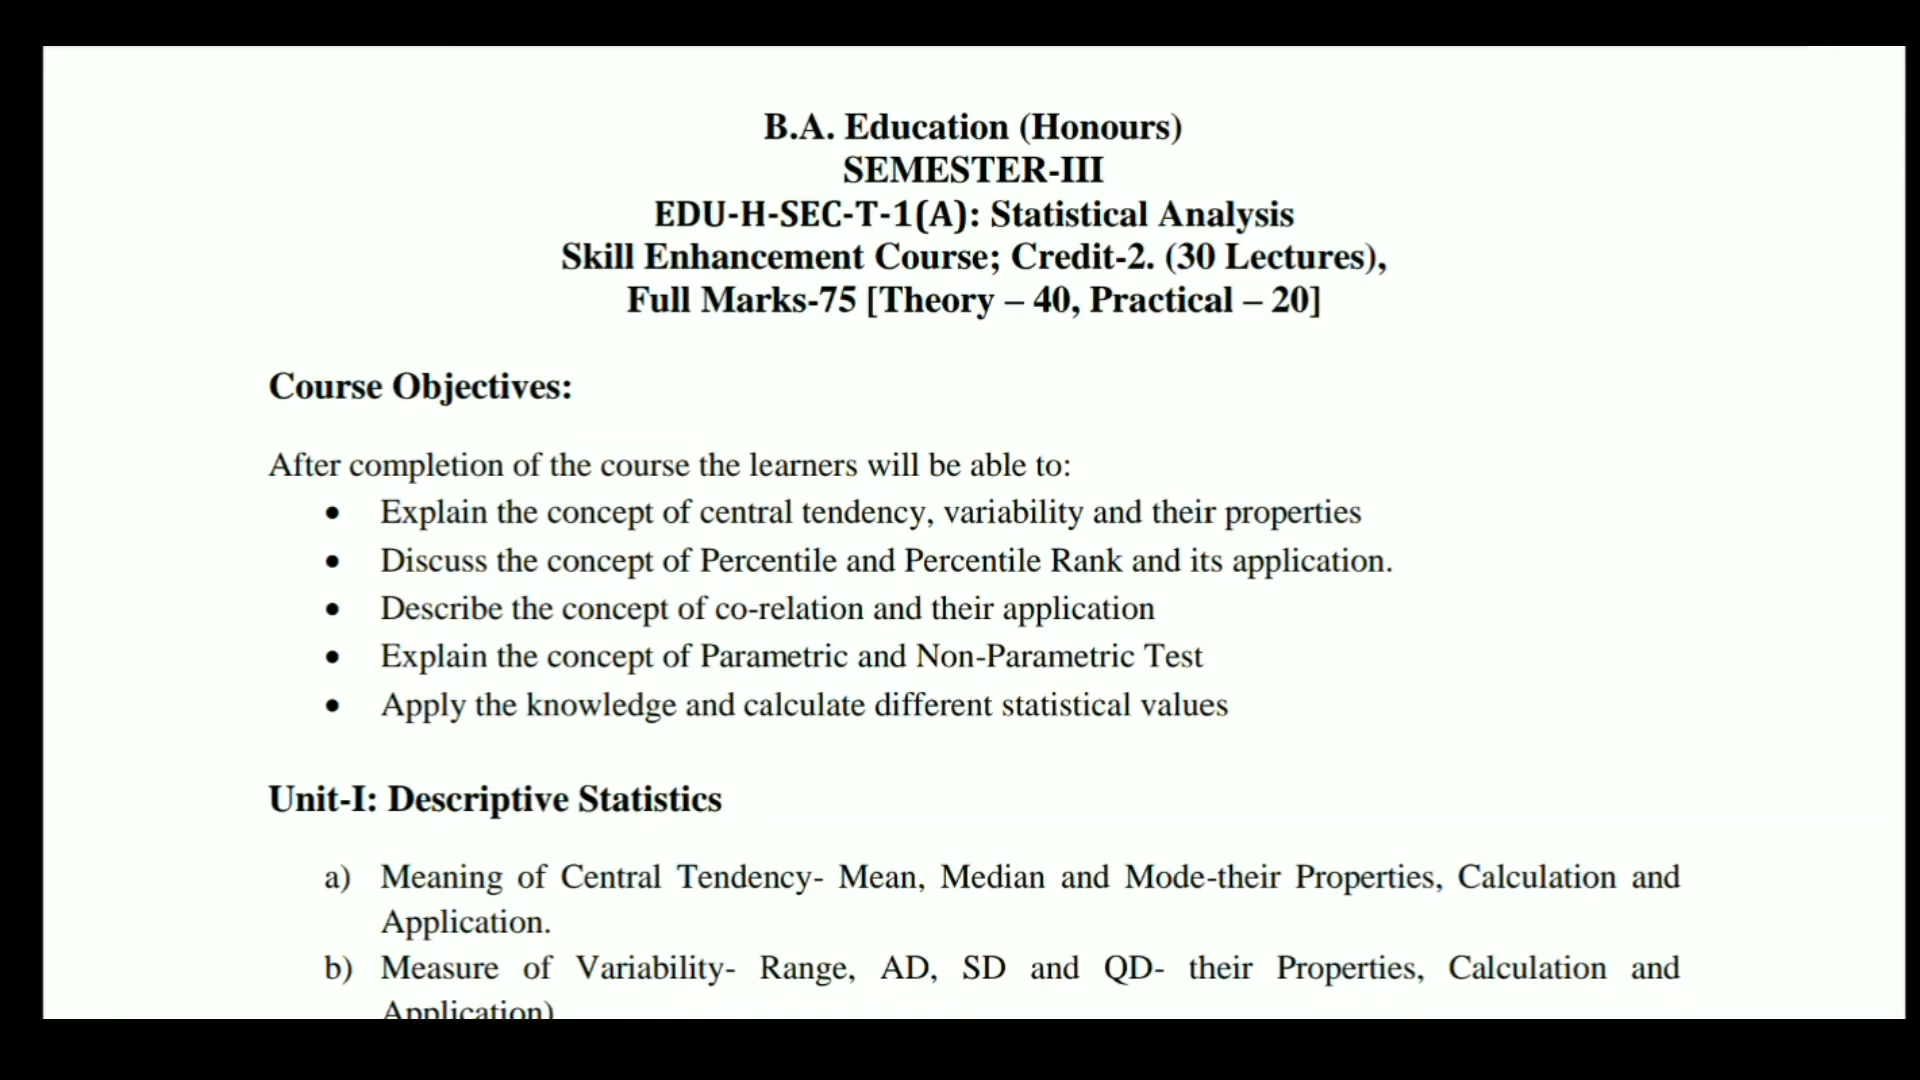 B.A. Education (Honours)
SEMESTER-III
EDU-H-SEC-T-1(A): Statistical Analysis
Skill Enhancement Course; Credit-2. (30 Lectures),
Full Marks-75 [Theory – 40, Practical – 20]
Course Objectives:
After completion of the course the learners will be able to:
• Explain the concept of central tendency, variability and their properties
• Discuss the concept of Percentile and Percentile Rank and its application.
• Describe the concept of co-relation and their application
• Explain the concept of Parametric and Non-Parametric Test
• Apply the knowledge and calculate different statistical values
Unit-I: Descriptive Statistics
a) Meaning of Central Tendency- Mean, Median and Mode-their Properties, Calculation and
Application.
b) Measure of Variability- Range, AD, SD and QD- their Properties, Calculation and
Application)